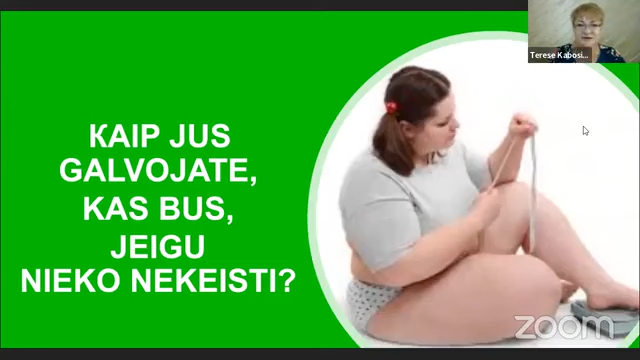 KAIP JUS
GALVOJATE,
KAS BUS,
JEIGU
NIEKO NEKEISTI?
Terese Kabosi...
zoom